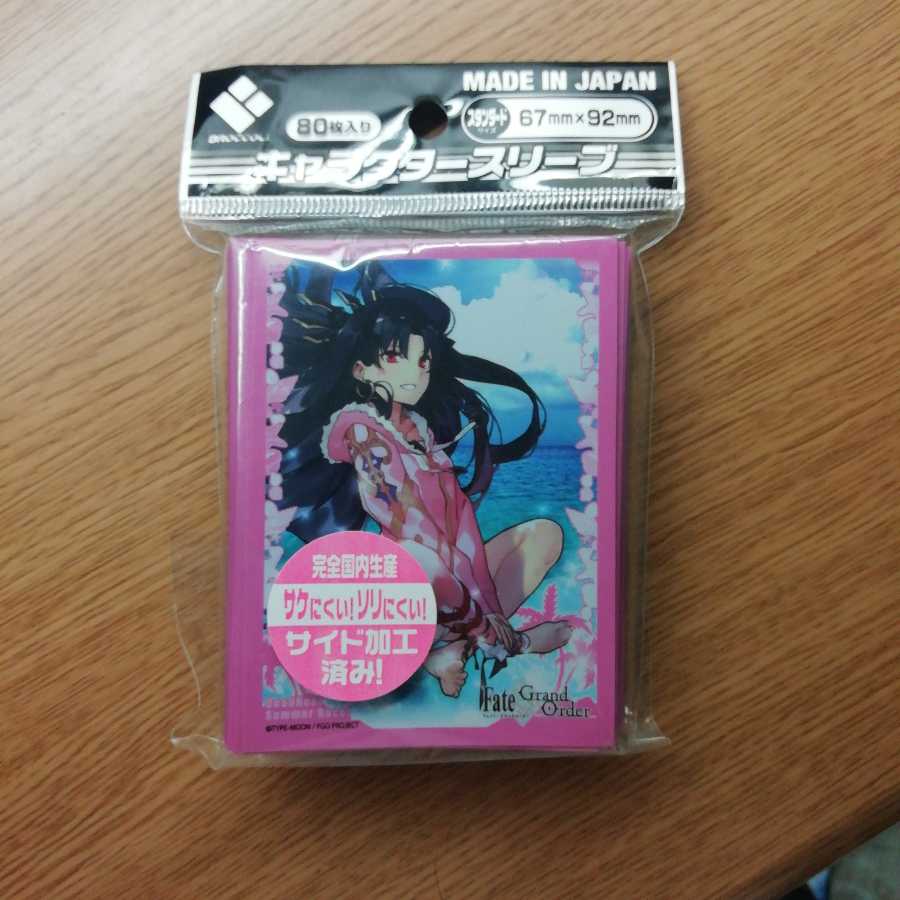 MADE IN JAPAN
BROCCOLI
80枚入り
スタンダード
サイズ
67mm×92mm
キャラクタースリーブ
完全国内生産
サケにくい!ソリにくい!
サイド加工
済み!
Fate
Grand
Order
Summer
©TYPE-MOON / FGO PROJECT